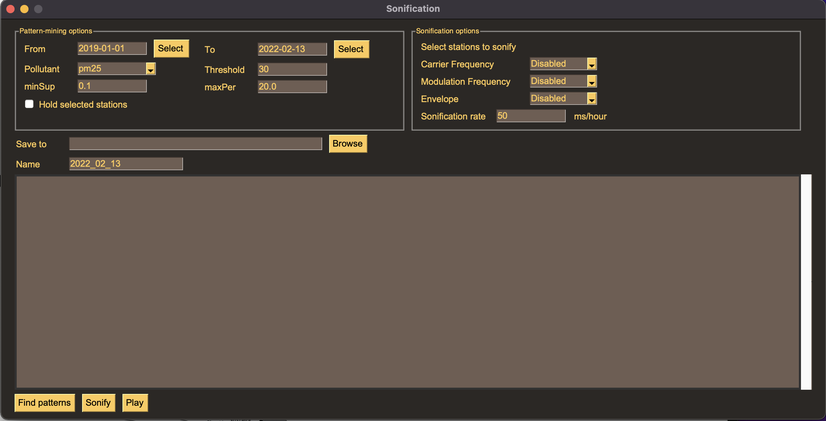 Sonification
Pattern-mining options
From 2019-01-01 Select To 2022-02-13 Select
Pollutant pm25 Threshold 30
minSup 0.1 maxPer 20.0
Hold selected stations
Sonification options
Select stations to sonify
Carrier Frequency Disabled
Modulation Frequency Disabled
Envelope Disabled
Sonification rate 50 ms/hour
Save to Browse
Name 2022_02_13
Find patterns Sonify Play